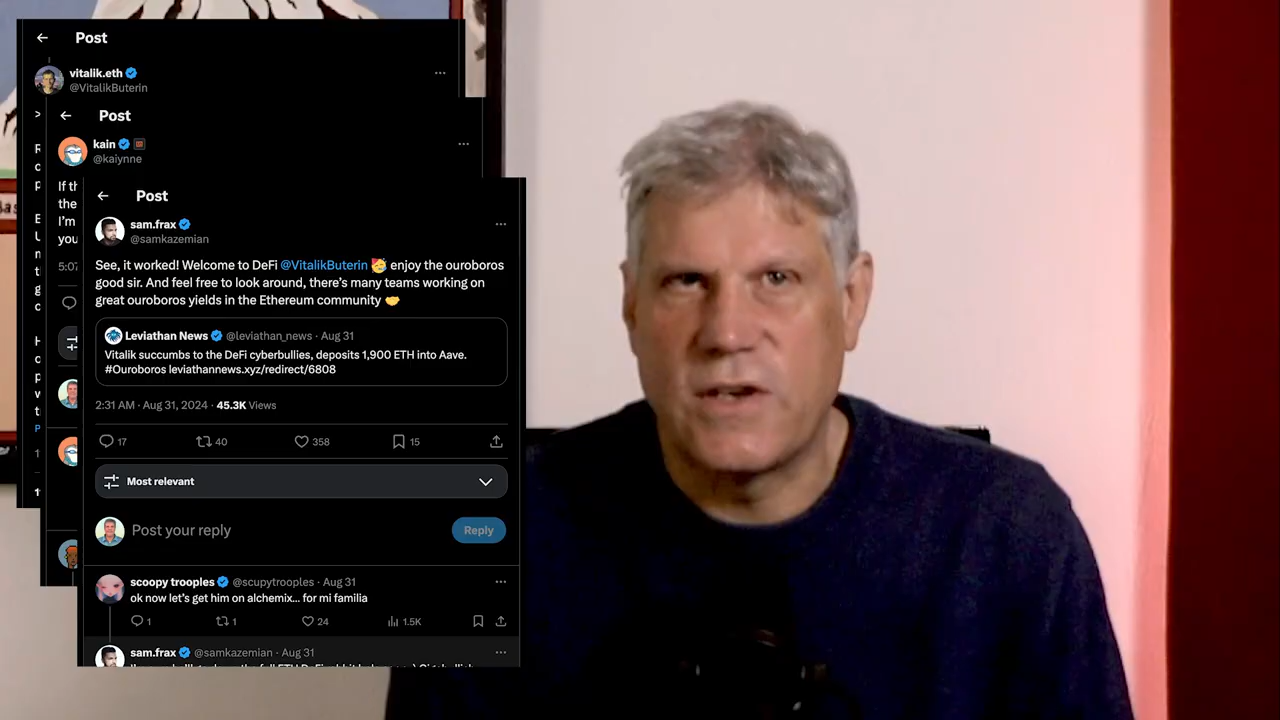 Post
vitalik.eth
@VitalikButerin
Post
kain
@kaiynne
If th
the
I'm
you
5:07
Post
sam.frax
@samkazemian
See, it worked! Welcome to DeFi @VitalikButerin 🥳 enjoy the ouroboros
good sir. And feel free to look around, there's many teams working on
great ouroboros yields in the Ethereum community 🤝
Leviathan News @leviathan_news · Aug 31
Vitalik succumbs to the DeFi cyberbullies, deposits 1,900 ETH into Aave.
#Ouroboros leviathannews.xyz/redirect/6808
2:31 AM · Aug 31, 2024 · 45.3K Views
17 40 358 15
Most relevant
Post your reply
Reply
scoopy trooples @scupytrooples · Aug 31
ok now let's get him on alchemix... for mi familia
1 1 24 1.5K
sam.frax @samkazemian · Aug 31